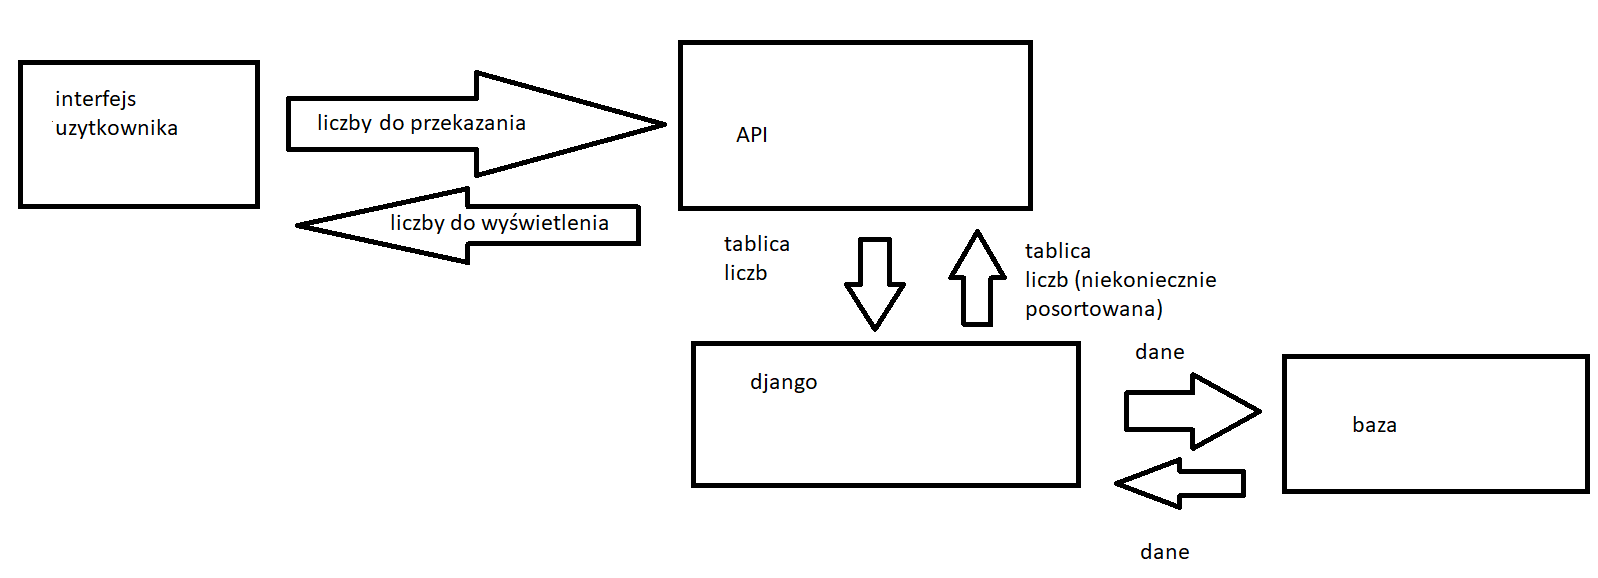 interfejs
uzytkownika
liczby do przekazania
API
liczby do wyświetlenia
tablica
liczb
tablica
liczb (niekoniecznie
posortowana)
dane
django
baza
dane